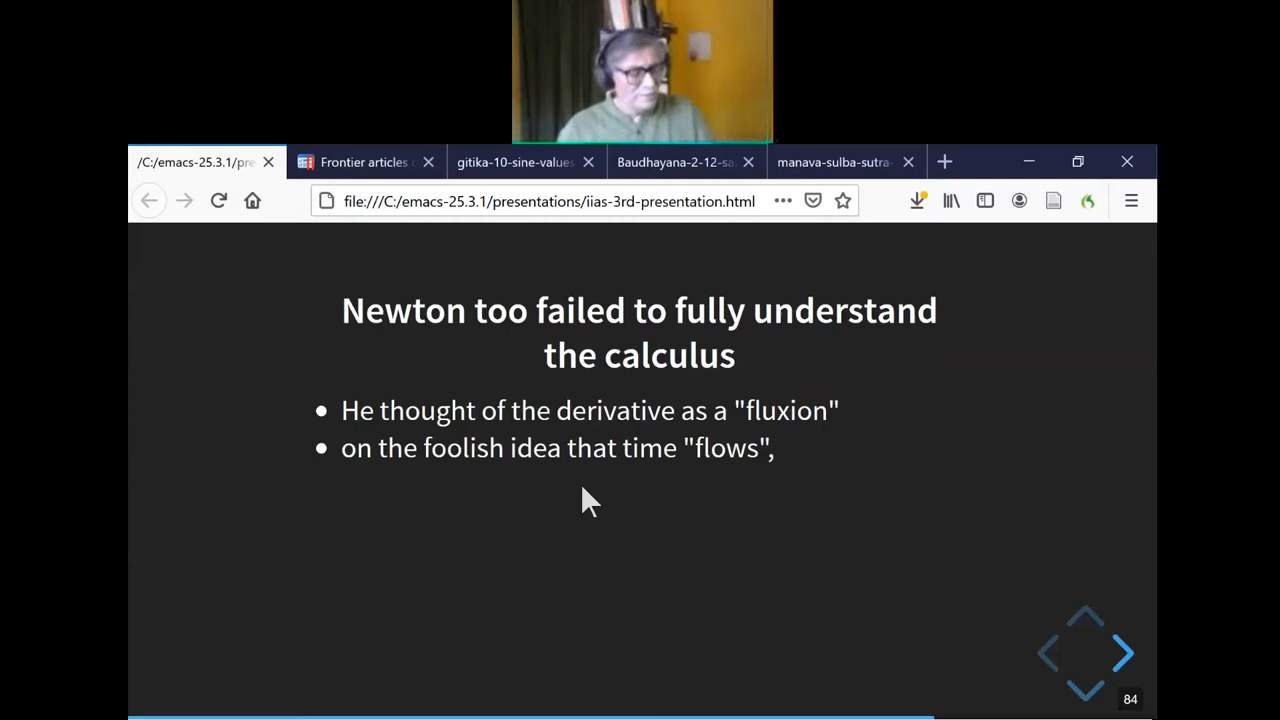 /C:/emacs-25.3.1/pre
Frontier articles
gitika-10-sine-values
Baudhayana-2-12-sa
manava-sulba-sutra-
file:///C:/emacs-25.3.1/presentations/iias-3rd-presentation.html
Newton too failed to fully understand
the calculus
• He thought of the derivative as a "fluxion"
• on the foolish idea that time "flows",
84